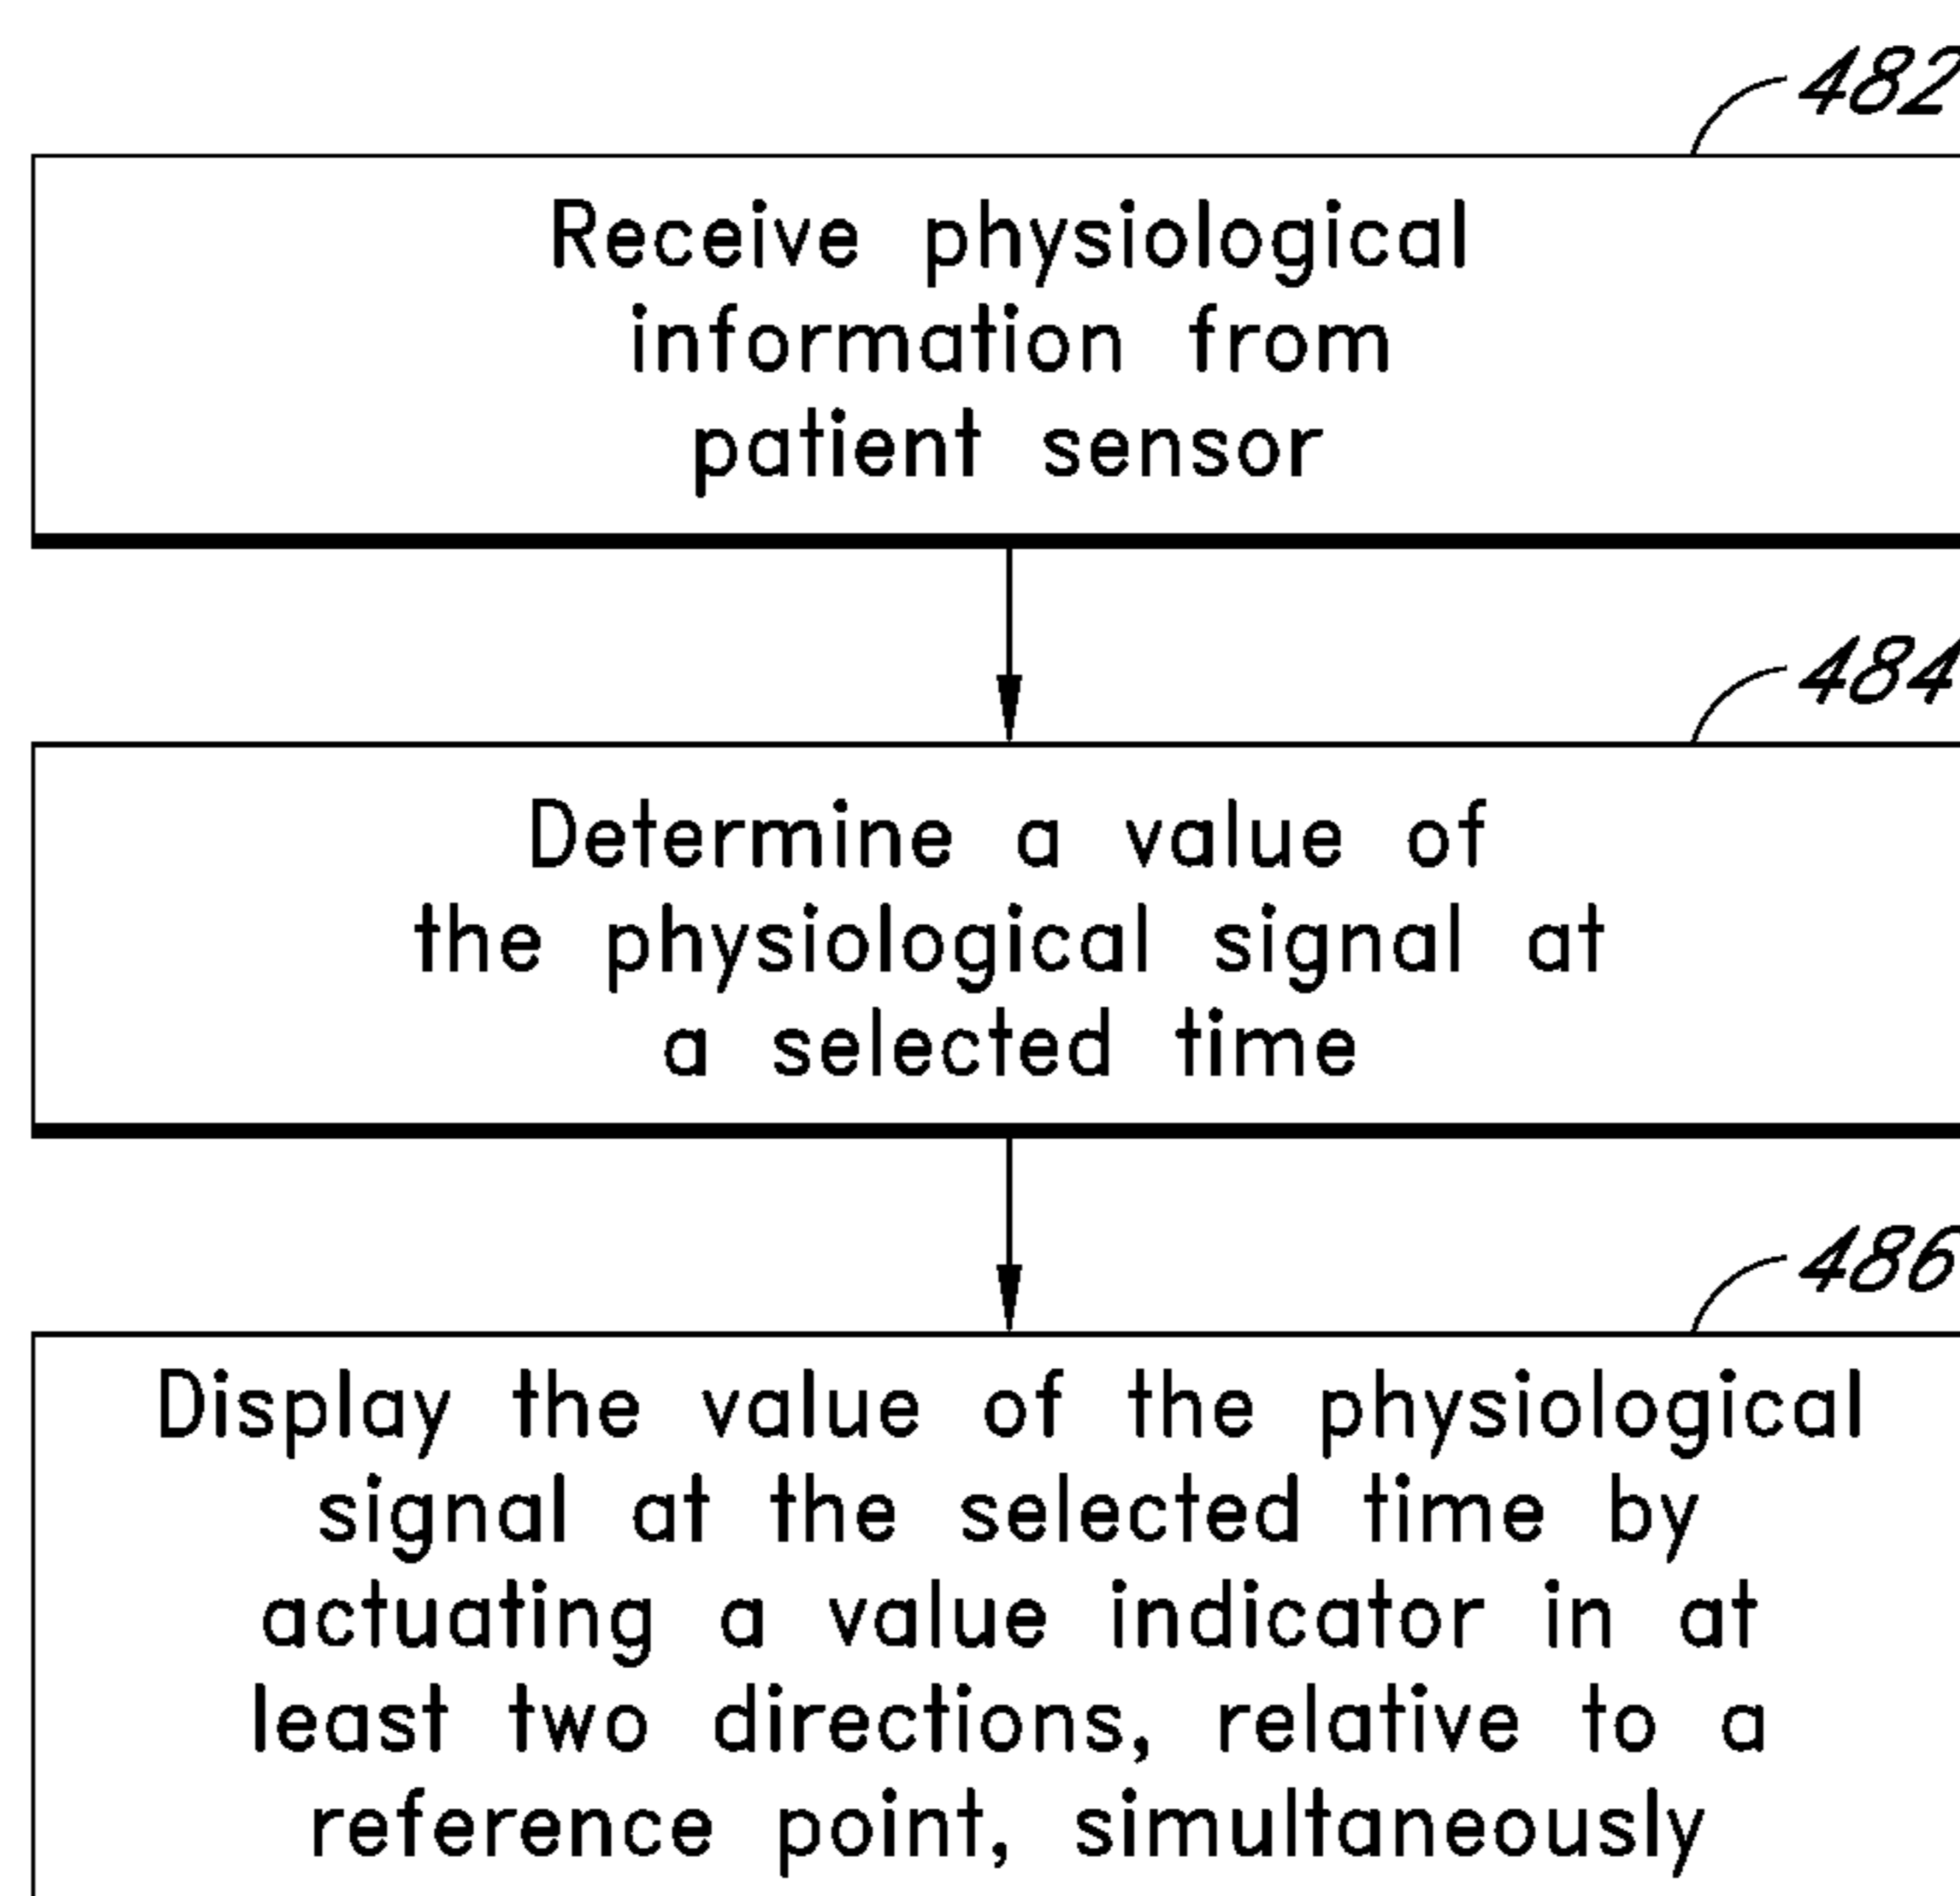 482
Receive physiological
information from
patient sensor
484
Determine a value of
the physiological signal at
a selected time
486
Display the value of the physiological
signal at the selected time by
actuating a value indicator in at
least two directions, relative to a
reference point, simultaneously